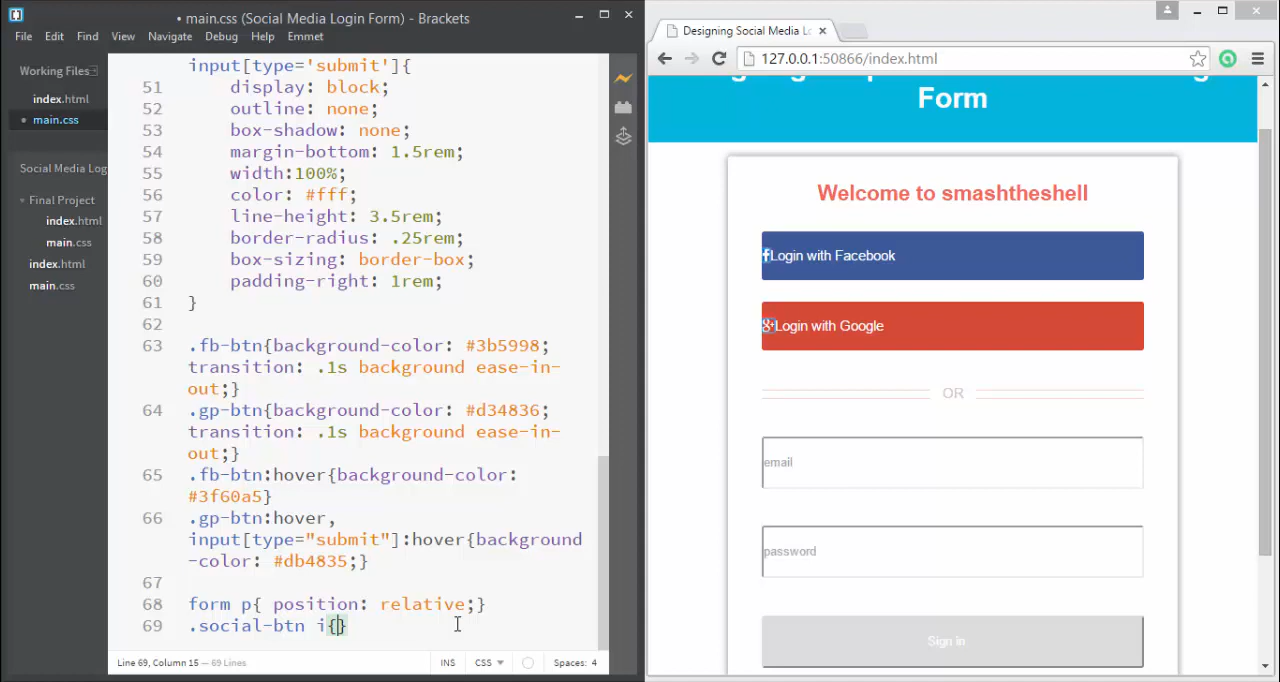 • main.css (Social Media Login Form) - Brackets
File Edit Find View Navigate Debug Help Emmet
Working Files
index.html
• main.css
Social Media Log
Final Project
index.html
main.css
index.html
main.css
input[type='submit']{
51 display: block;
52 outline: none;
53 box-shadow: none;
54 margin-bottom: 1.5rem;
55 width:100%;
56 color: #fff;
57 line-height: 3.5rem;
58 border-radius: .25rem;
59 box-sizing: border-box;
60 padding-right: 1rem;
61 }
62
63 .fb-btn{background-color: #3b5998;
transition: .1s background ease-in-
out;}
64 .gp-btn{background-color: #d34836;
transition: .1s background ease-in-
out;}
65 .fb-btn:hover{background-color:
#3f60a5}
66 .gp-btn:hover,
input[type="submit"]:hover{background
-color: #db4835;}
67
68 form p{ position: relative;}
69 .social-btn i{}
Line 69, Column 15 — 69 Lines
INS CSS Spaces: 4
Designing Social Media Lo
127.0.0.1:50866/index.html
Form
Welcome to smashtheshell
Login with Facebook
Login with Google
OR
email
password
Sign in